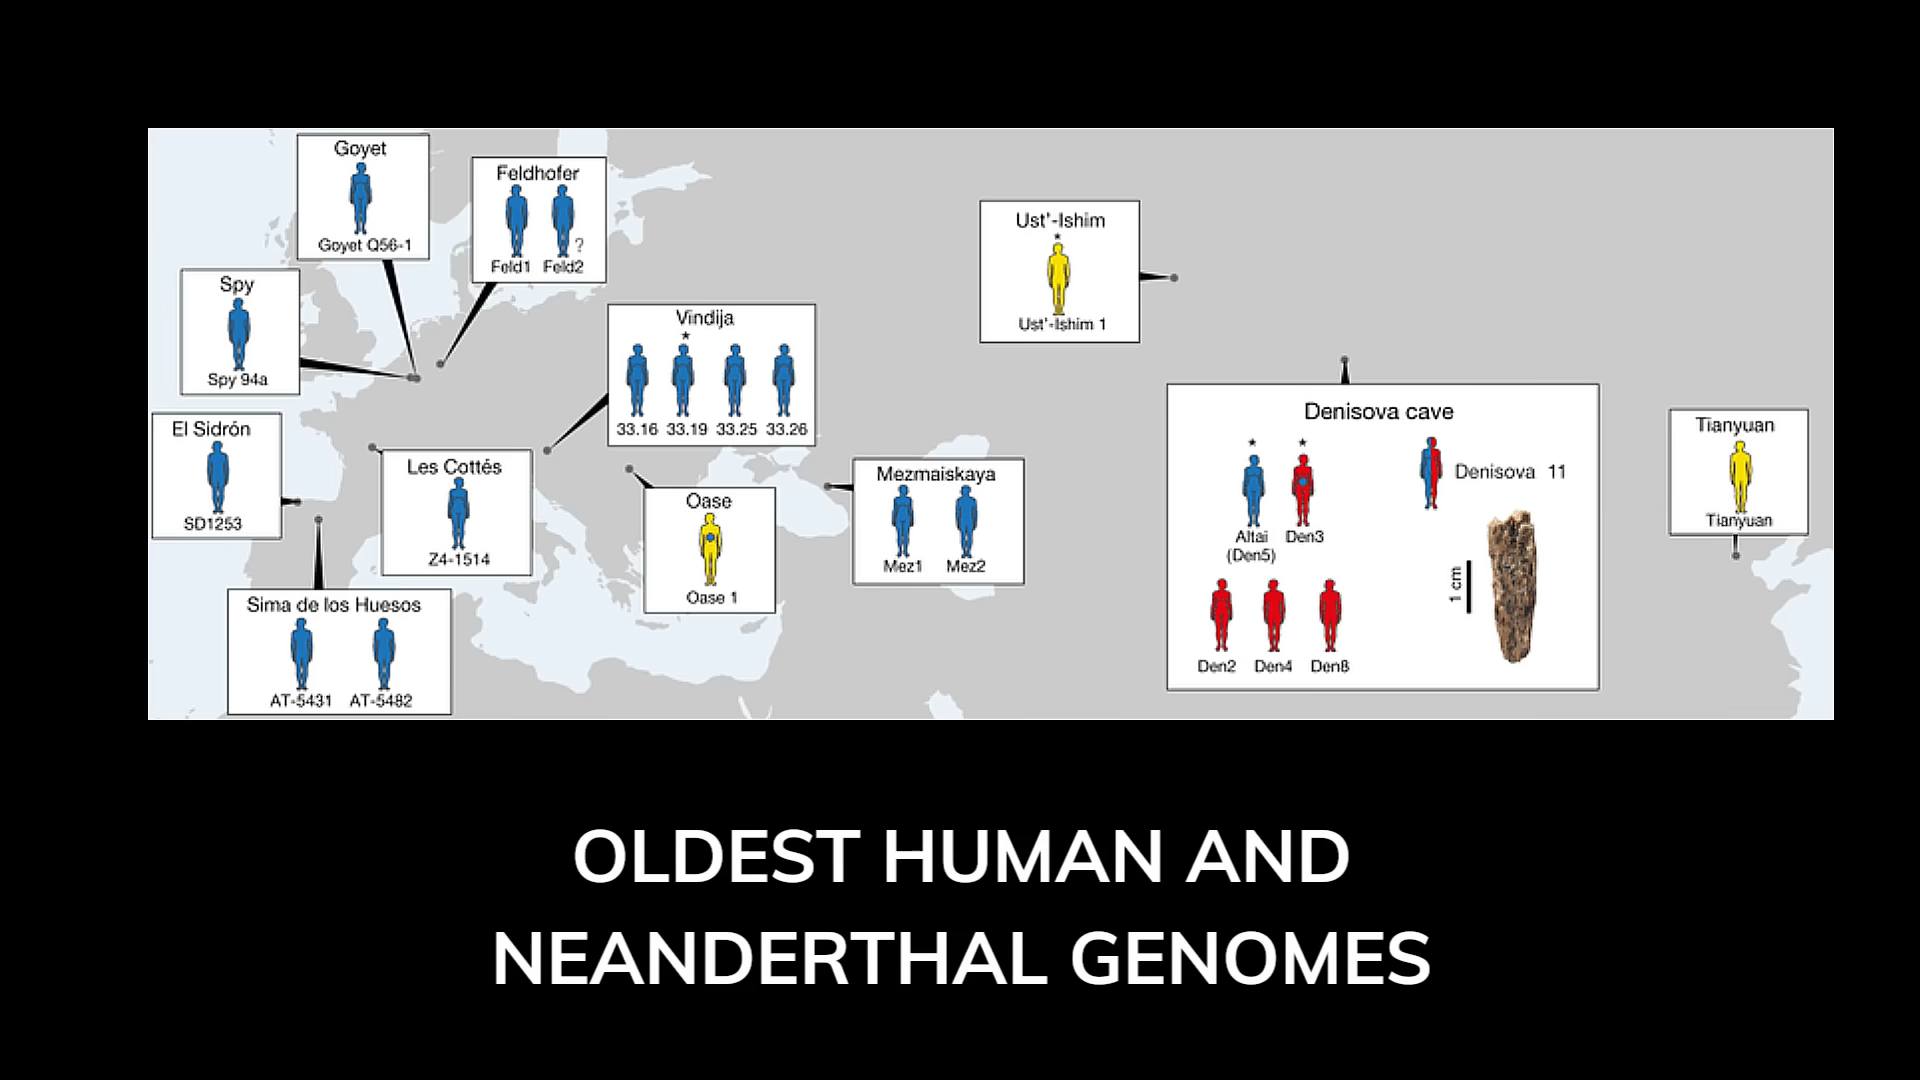 Goyet
Goyet Q56-1
Feldhofer
?
Feld1 Feld2
Spy
Spy 94a
Ust'-Ishim
*
Ust'-Ishim 1
Vindija
*
33.16 33.19 33.25 33.26
El Sidrón
SD1253
Les Cottés
Z4-1514
Oase
Oase 1
Mezmaiskaya
Mez1 Mez2
Sima de los Huesos
AT-5431 AT-5482
Denisova cave
* *
Altai
(Den5)
Den3
Denisova 11
1 cm
Den2 Den4 Den8
Tianyuan
Tianyuan
OLDEST HUMAN AND
NEANDERTHAL GENOMES